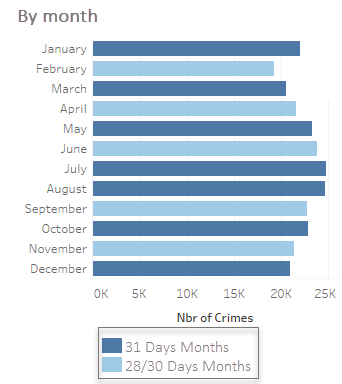 By month
January
February
March
April
May
June
July
August
September
October
November
December
0K 5K 10K 15K 20K 25K
Nbr of Crimes
31 Days Months
28/30 Days Months